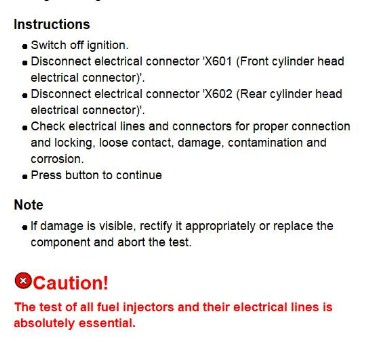 Instructions
• Switch off ignition.
• Disconnect electrical connector 'X601 (Front cylinder head
electrical connector)'.
• Disconnect electrical connector 'X602 (Rear cylinder head
electrical connector)'.
• Check electrical lines and connectors for proper connection
and locking, loose contact, damage, contamination and
corrosion.
• Press button to continue
Note
• If damage is visible, rectify it appropriately or replace the
component and abort the test.
Caution!
The test of all fuel injectors and their electrical lines is
absolutely essential.